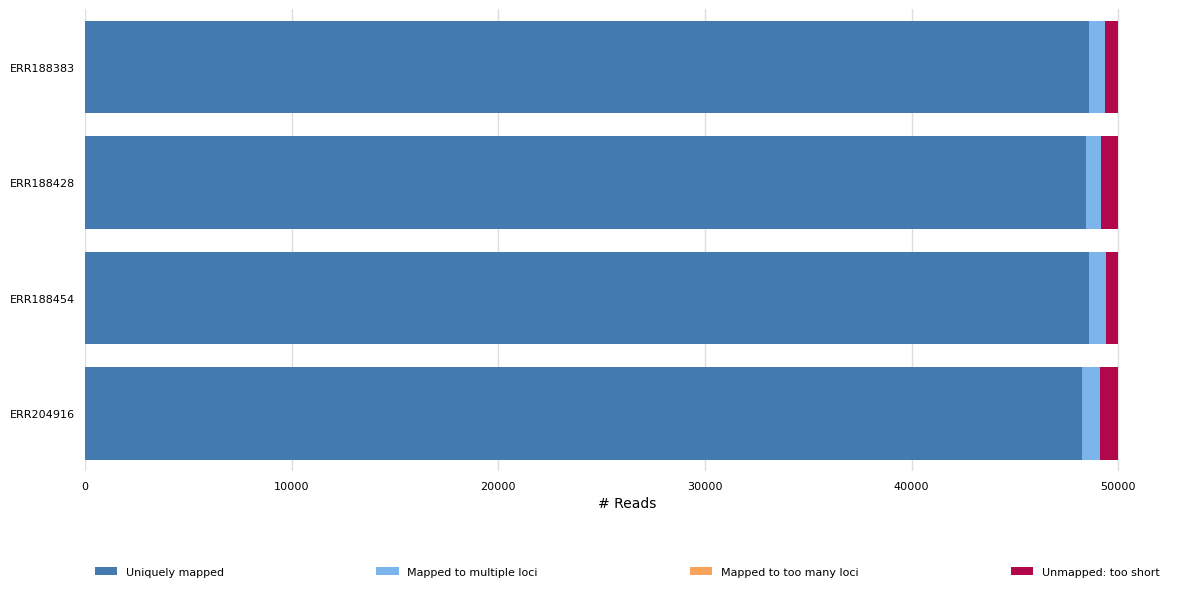 ERR188383
ERR188428
ERR188454
ERR204916
0 10000 20000 30000 40000 50000
# Reads
Uniquely mapped Mapped to multiple loci Mapped to too many loci Unmapped: too short